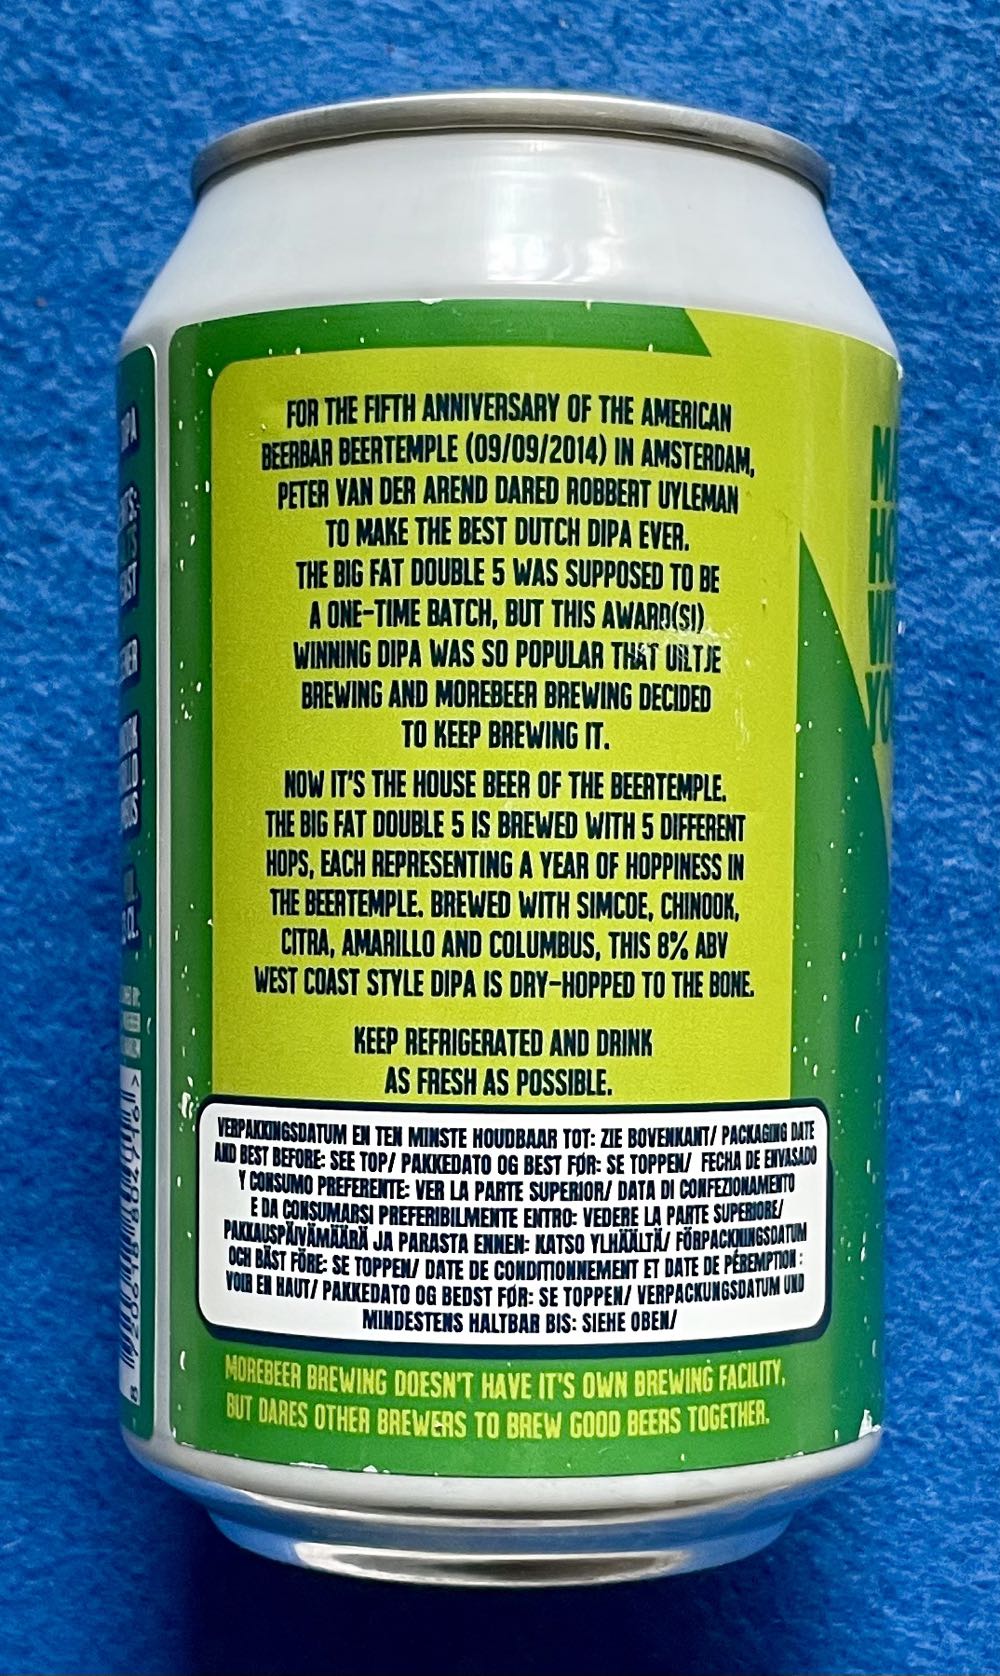 FOR THE FIFTH ANNIVERSARY OF THE AMERICAN
BEERBAR BEERTEMPLE (09/09/2014) IN AMSTERDAM,
PETER VAN DER AREND DARED ROBBERT UYLEMAN
TO MAKE THE BEST DUTCH DIPA EVER.
THE BIG FAT DOUBLE 5 WAS SUPPOSED TO BE
A ONE-TIME BATCH, BUT THIS AWARD(S!)
WINNING DIPA WAS SO POPULAR THAT UILTJE
BREWING AND MOREBEER BREWING DECIDED
TO KEEP BREWING IT.
NOW IT'S THE HOUSE BEER OF THE BEERTEMPLE.
THE BIG FAT DOUBLE 5 IS BREWED WITH 5 DIFFERENT
HOPS, EACH REPRESENTING A YEAR OF HOPPINESS IN
THE BEERTEMPLE. BREWED WITH SIMCOE, CHINOOK,
CITRA, AMARILLO AND COLUMBUS, THIS 8% ABV
WEST COAST STYLE DIPA IS DRY-HOPPED TO THE BONE.
KEEP REFRIGERATED AND DRINK
AS FRESH AS POSSIBLE.
VERPAKKINGSDATUM EN TEN MINSTE HOUDBAAR TOT: ZIE BOVENKANT/ PACKAGING DATE
AND BEST BEFORE: SEE TOP/ PAKKEDATO OG BEST FØR: SE TOPPEN/ FECHA DE ENVASADO
Y CONSUMO PREFERENTE: VER LA PARTE SUPERIOR/ DATA DI CONFEZIONAMENTO
E DA CONSUMARSI PREFERIBILMENTE ENTRO: VEDERE LA PARTE SUPERIORE/
PAKKAUSPÄIVÄMÄÄRÄ JA PARASTA ENNEN: KATSO YLHÄÄLTÄ/ FÖRPACKNINGSDATUM
OCH BÄST FÖRE: SE TOPPEN/ DATE DE CONDITIONNEMENT ET DATE DE PÉREMPTION :
VOIR EN HAUT/ PAKKEDATO OG BEDST FØR: SE TOPPEN/ VERPACKUNGSDATUM UND
MINDESTENS HALTBAR BIS: SIEHE OBEN/
MOREBEER BREWING DOESN'T HAVE IT'S OWN BREWING FACILITY,
BUT DARES OTHER BREWERS TO BREW GOOD BEERS TOGETHER.